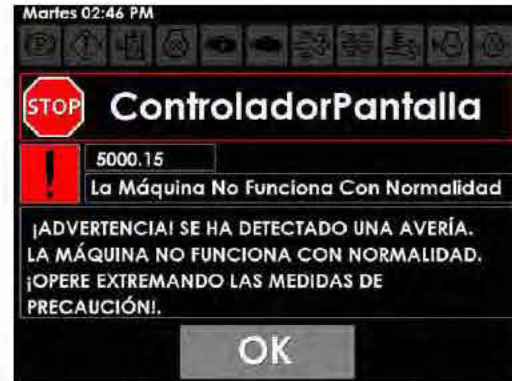 Martes 02:46 PM
STOP ControladorPantalla
5000.15
La Máquina No Funciona Con Normalidad
¡ADVERTENCIA! SE HA DETECTADO UNA AVERÍA.
LA MÁQUINA NO FUNCIONA CON NORMALIDAD.
¡OPERE EXTREMANDO LAS MEDIDAS DE
PRECAUCIÓN!.
OK